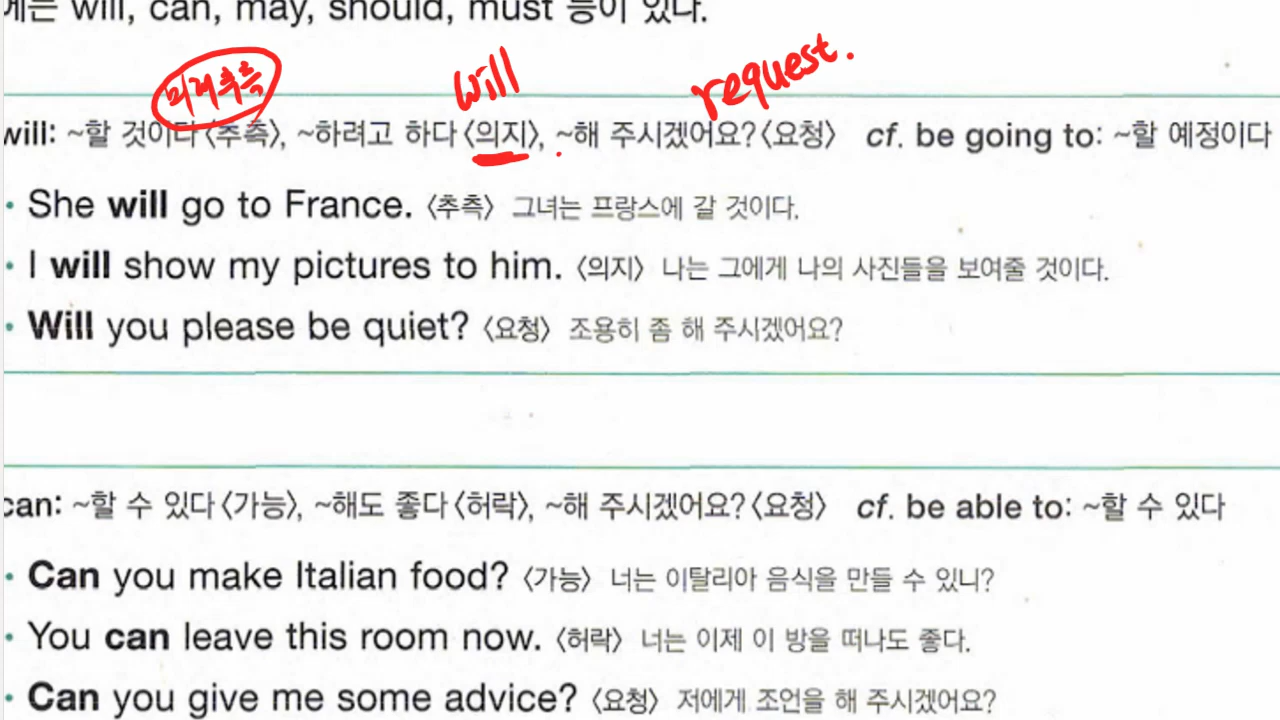 에는 will, can, may, should, must 등이 있다.
미래추측 will request.
will: ~할 것이다〈추측〉, ~하려고 하다〈의지〉, ~해 주시겠어요?〈요청〉 cf. be going to: ~할 예정이다
• She will go to France. 〈추측〉 그녀는 프랑스에 갈 것이다.
• I will show my pictures to him. 〈의지〉 나는 그에게 나의 사진들을 보여줄 것이다.
• Will you please be quiet? 〈요청〉 조용히 좀 해 주시겠어요?
can: ~할 수 있다〈가능〉, ~해도 좋다〈허락〉, ~해 주시겠어요?〈요청〉 cf. be able to: ~할 수 있다
• Can you make Italian food? 〈가능〉 너는 이탈리아 음식을 만들 수 있니?
• You can leave this room now. 〈허락〉 너는 이제 이 방을 떠나도 좋다.
• Can you give me some advice? 〈요청〉 저에게 조언을 해 주시겠어요?